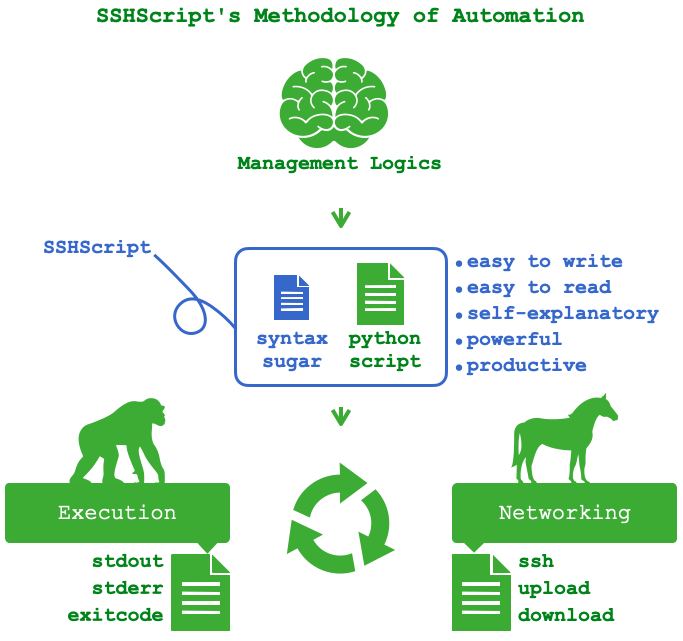 SSHScript's Methodology of Automation
Management Logics
SSHScript
syntax
sugar
python
script
easy to write
easy to read
self-explanatory
powerful
productive
Execution
stdout
stderr
exitcode
Networking
ssh
upload
download